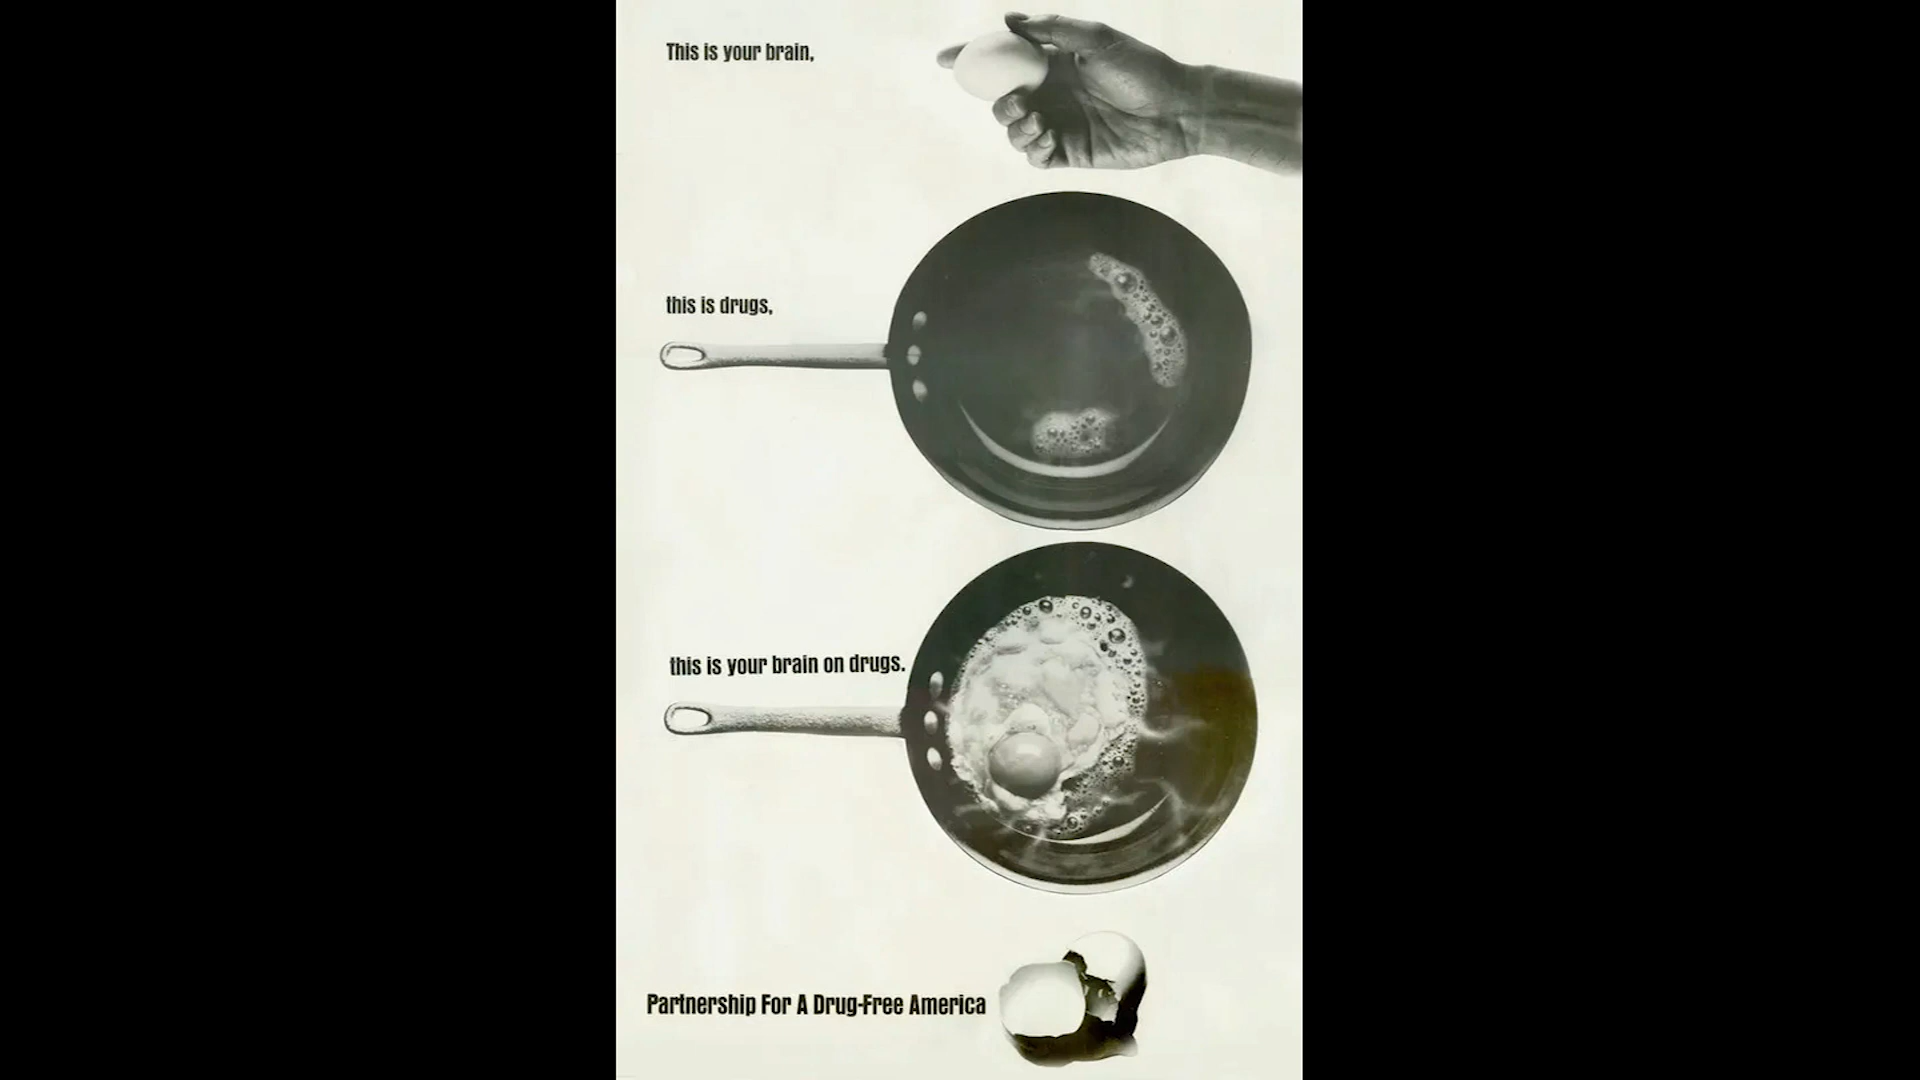 This is your brain,
this is drugs,
this is your brain on drugs.
Partnership For A Drug-Free America